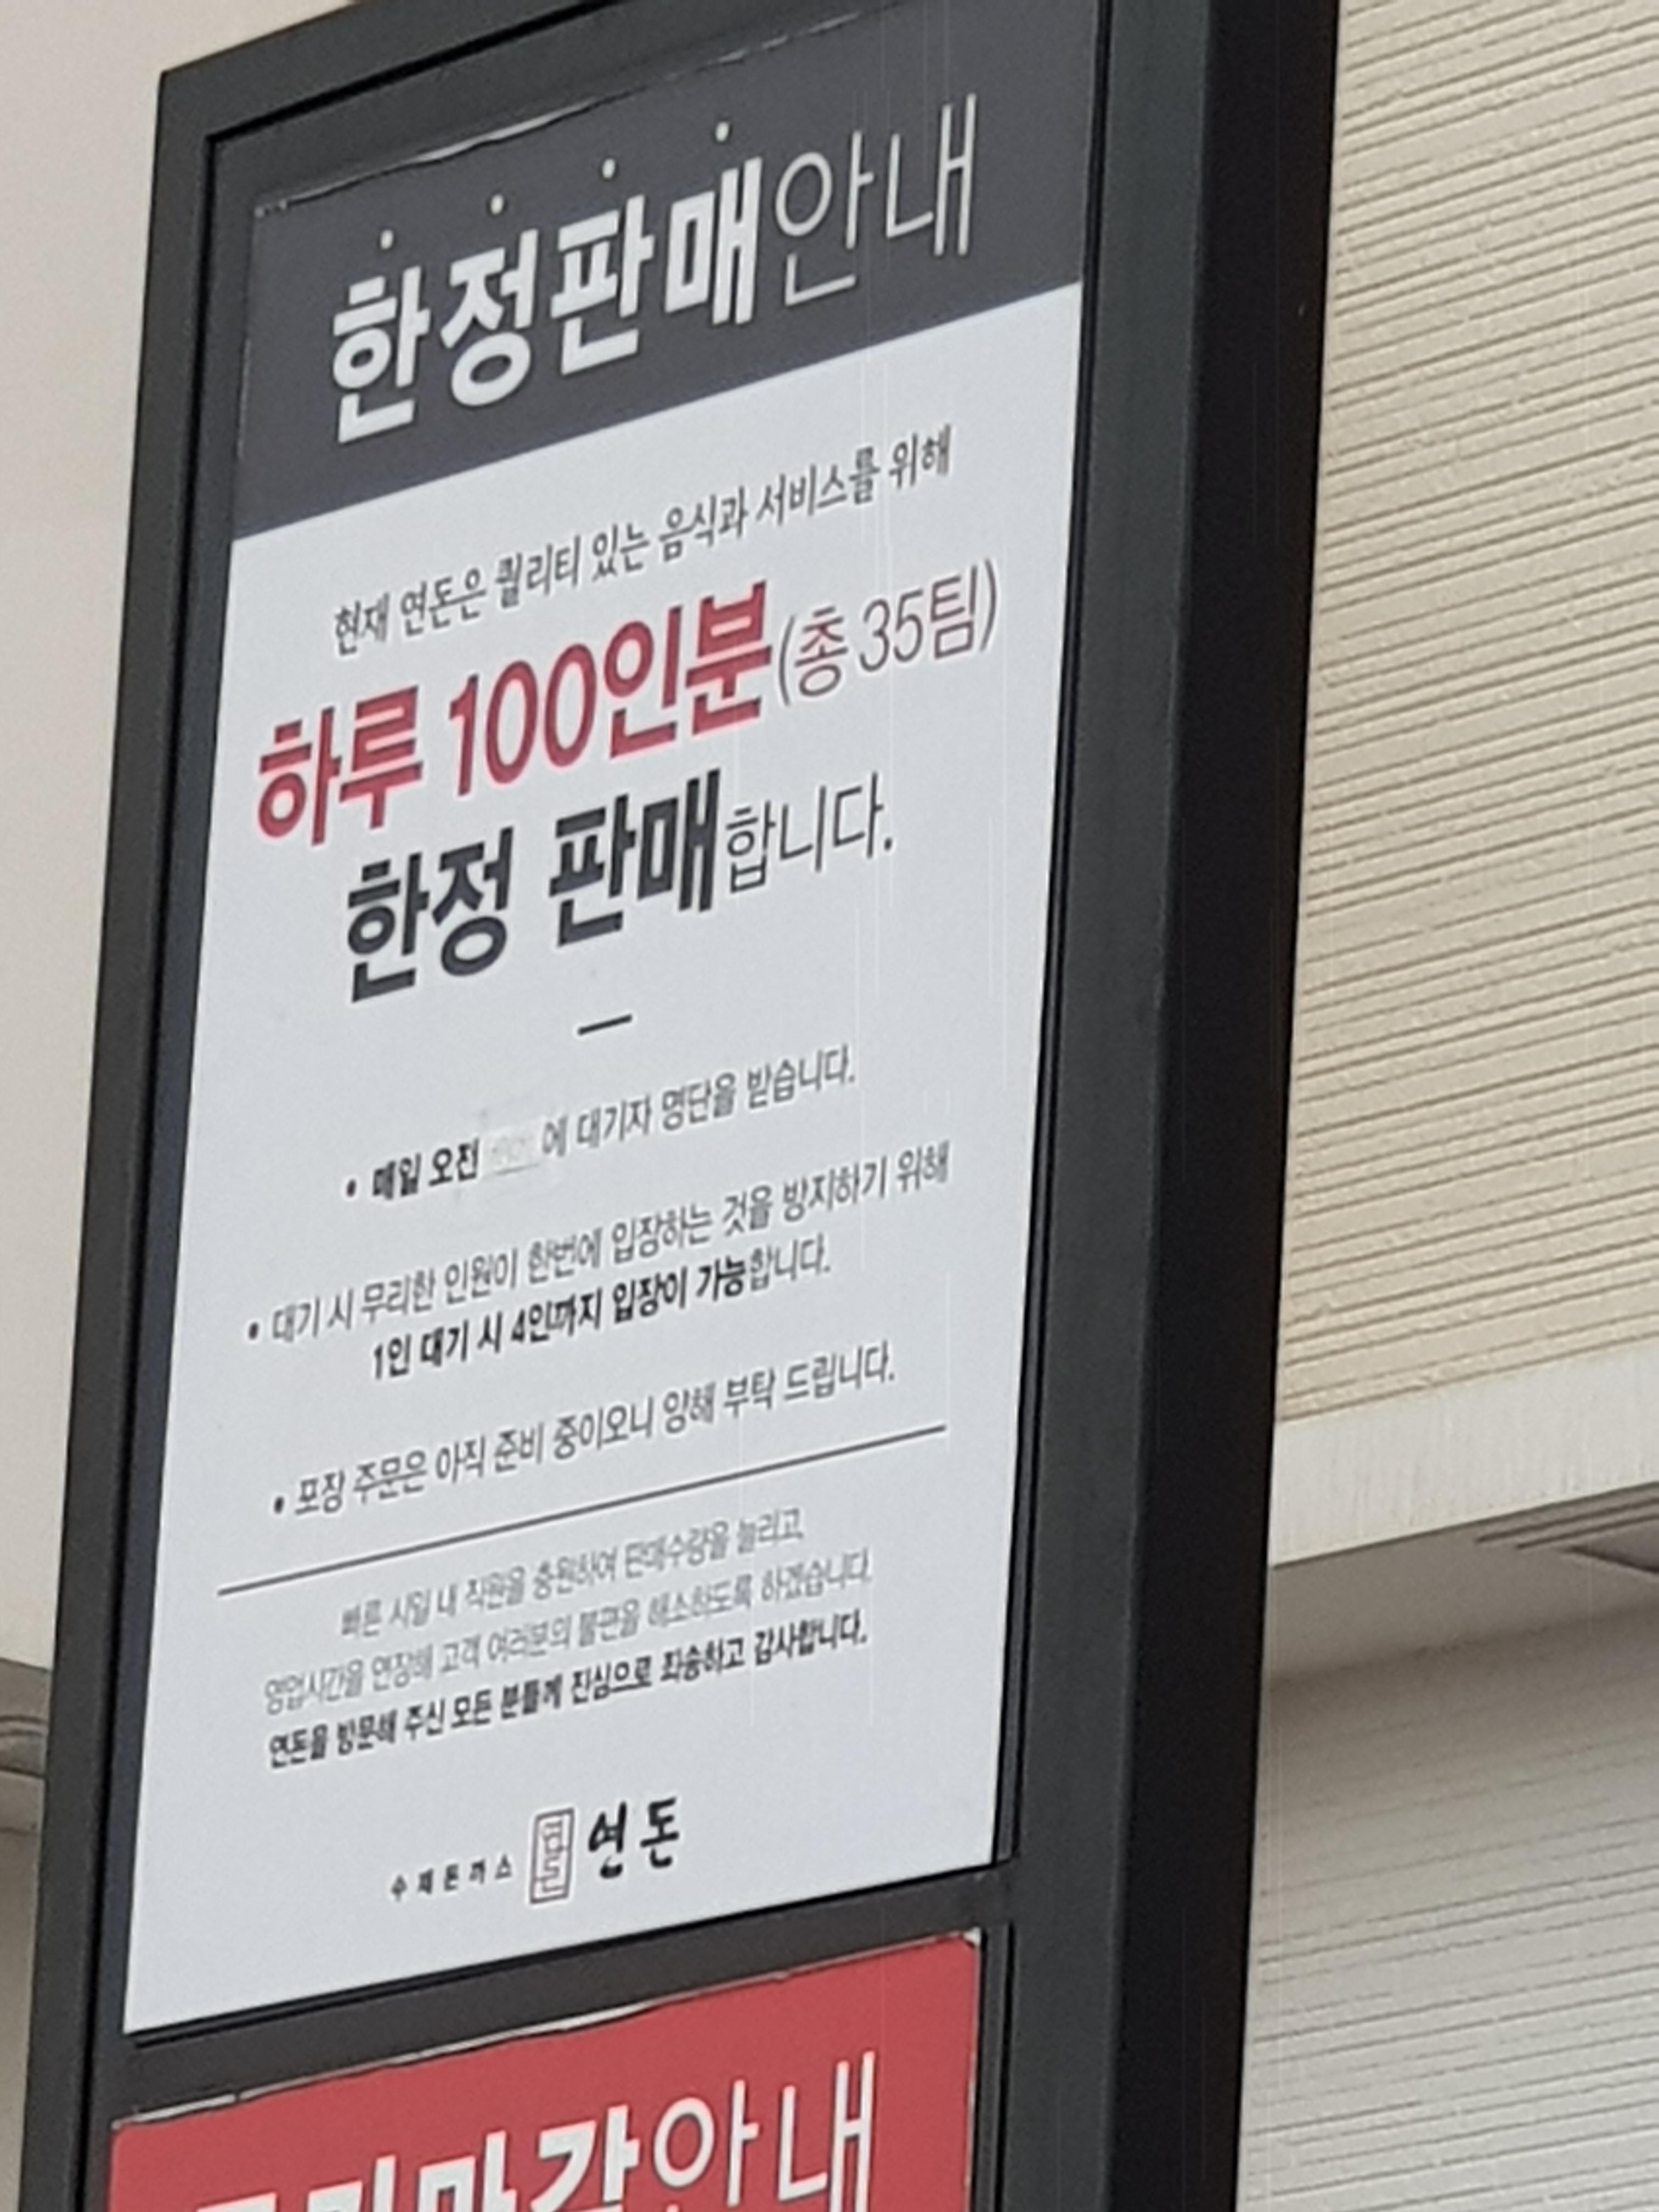 한정판매안내
현재 연돈은 퀄리티 있는 음식과 서비스를 위해
하루 100인분(총 35팀)
한정 판매합니다.
• 매일 오전 에 대기자 명단을 받습니다.
• 대기 시 무리한 인원이 한번에 입장하는 것을 방지하기 위해
1인 대기 시 4인까지 입장이 가능합니다.
• 포장 주문은 아직 준비 중이오니 양해 부탁 드립니다.
빠른 시일 내 직원을 충원하여 판매수량을 늘리고,
영업시간을 연장해 고객 여러분의 불편을 해소하도록 하겠습니다.
연돈을 방문해 주신 모든 분들께 진심으로 죄송하고 감사합니다.
수제돈까스 연돈 연돈